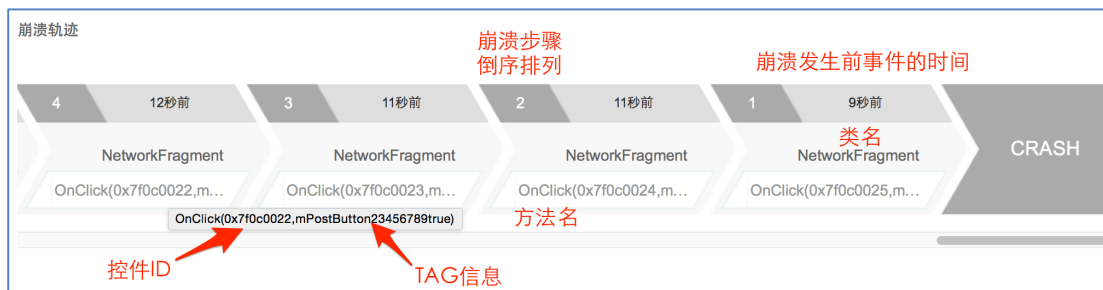 崩溃轨迹
崩溃步骤
倒序排列
崩溃发生前事件的时间
4 12秒前 3 11秒前 2 11秒前 1 9秒前
类名
NetworkFragment NetworkFragment NetworkFragment NetworkFragment CRASH
OnClick(0x7f0c0022,m... OnClick(0x7f0c0023,m... OnClick(0x7f0c0024,m... OnClick(0x7f0c0025,m...
OnClick(0x7f0c0022,mPostButton23456789true) 方法名
控件ID TAG信息